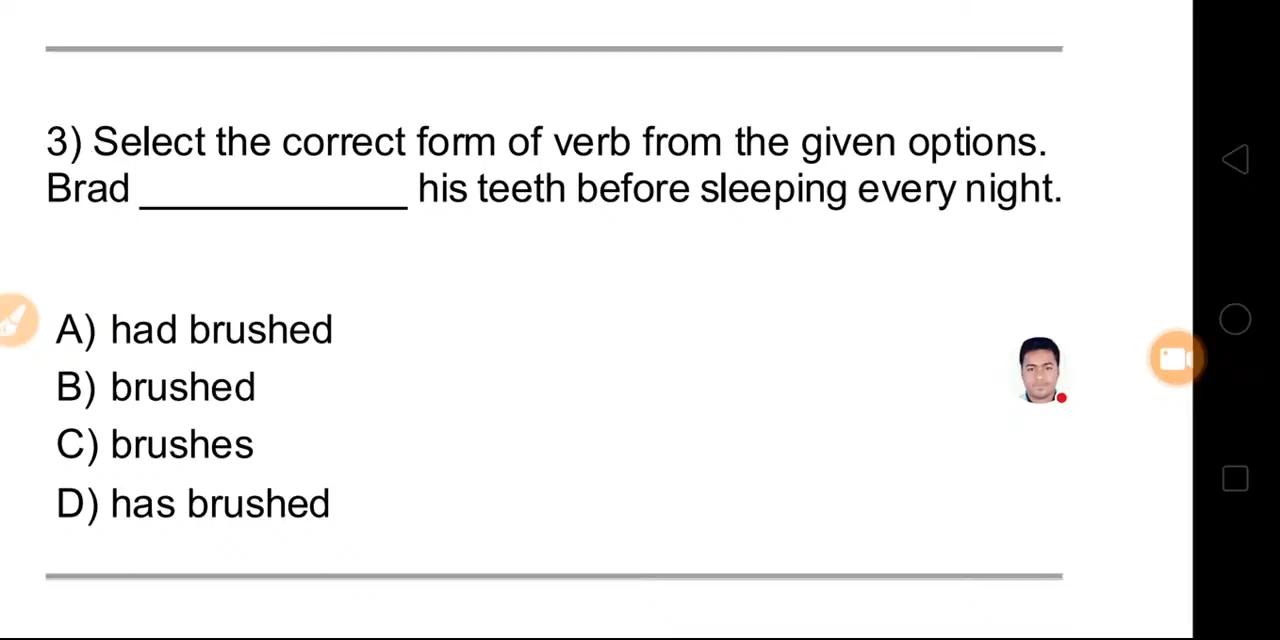 3) Select the correct form of verb from the given options.
Brad ____________ his teeth before sleeping every night.
A) had brushed
B) brushed
C) brushes
D) has brushed